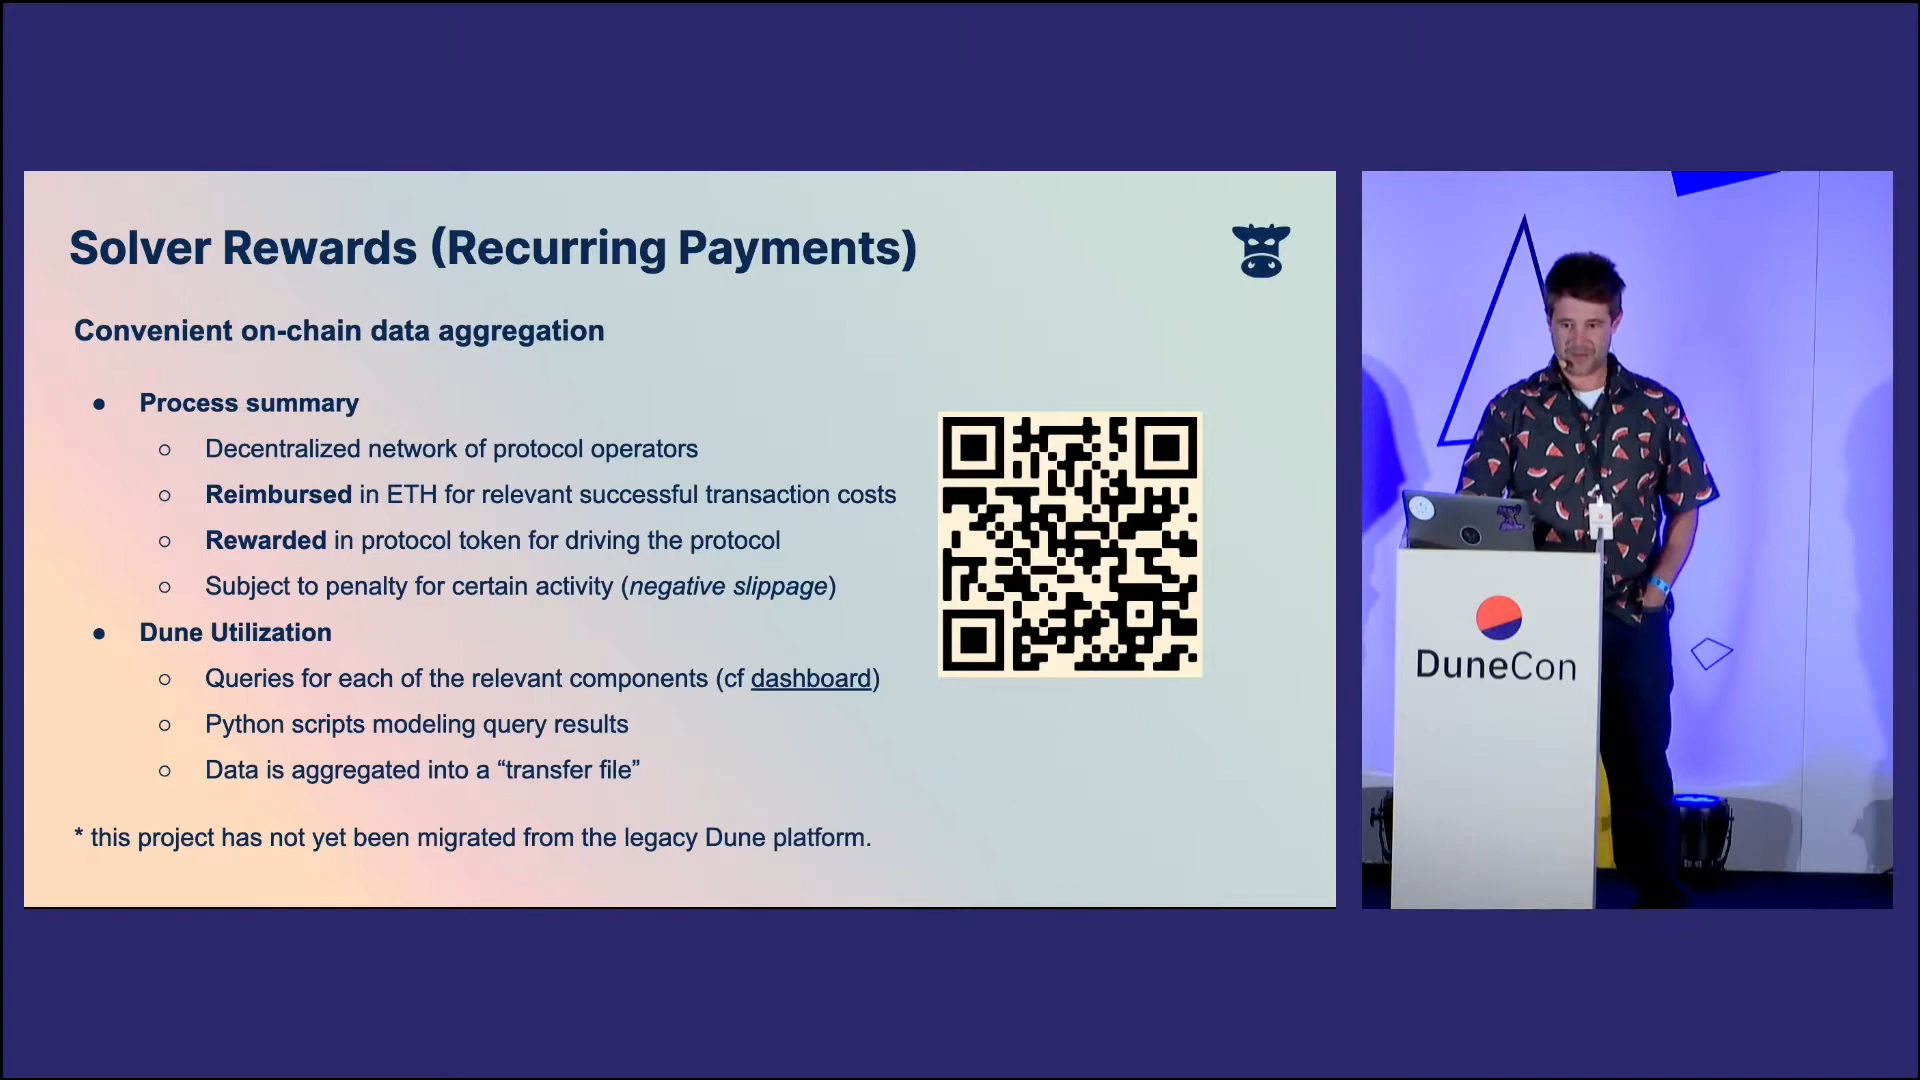 Solver Rewards (Recurring Payments)
Convenient on-chain data aggregation
● Process summary
○ Decentralized network of protocol operators
○ Reimbursed in ETH for relevant successful transaction costs
○ Rewarded in protocol token for driving the protocol
○ Subject to penalty for certain activity (negative slippage)
● Dune Utilization
○ Queries for each of the relevant components (cf dashboard)
○ Python scripts modeling query results
○ Data is aggregated into a “transfer file”
* this project has not yet been migrated from the legacy Dune platform.
DuneCon